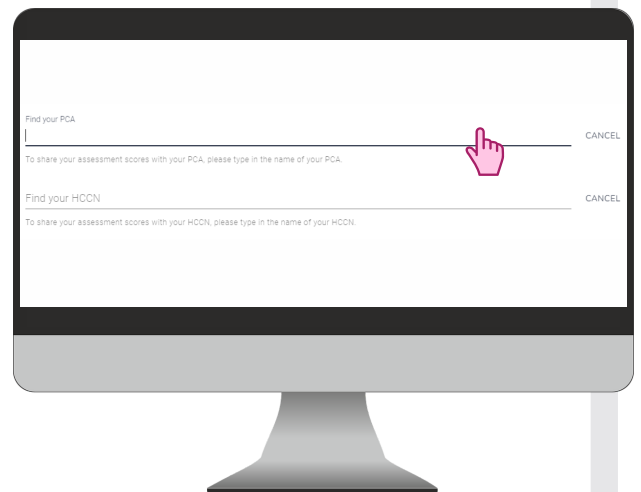 Find your PCA
CANCEL
To share your assessment scores with your PCA, please type in the name of your PCA.
Find your HCCN
CANCEL
To share your assessment scores with your HCCN, please type in the name of your HCCN.